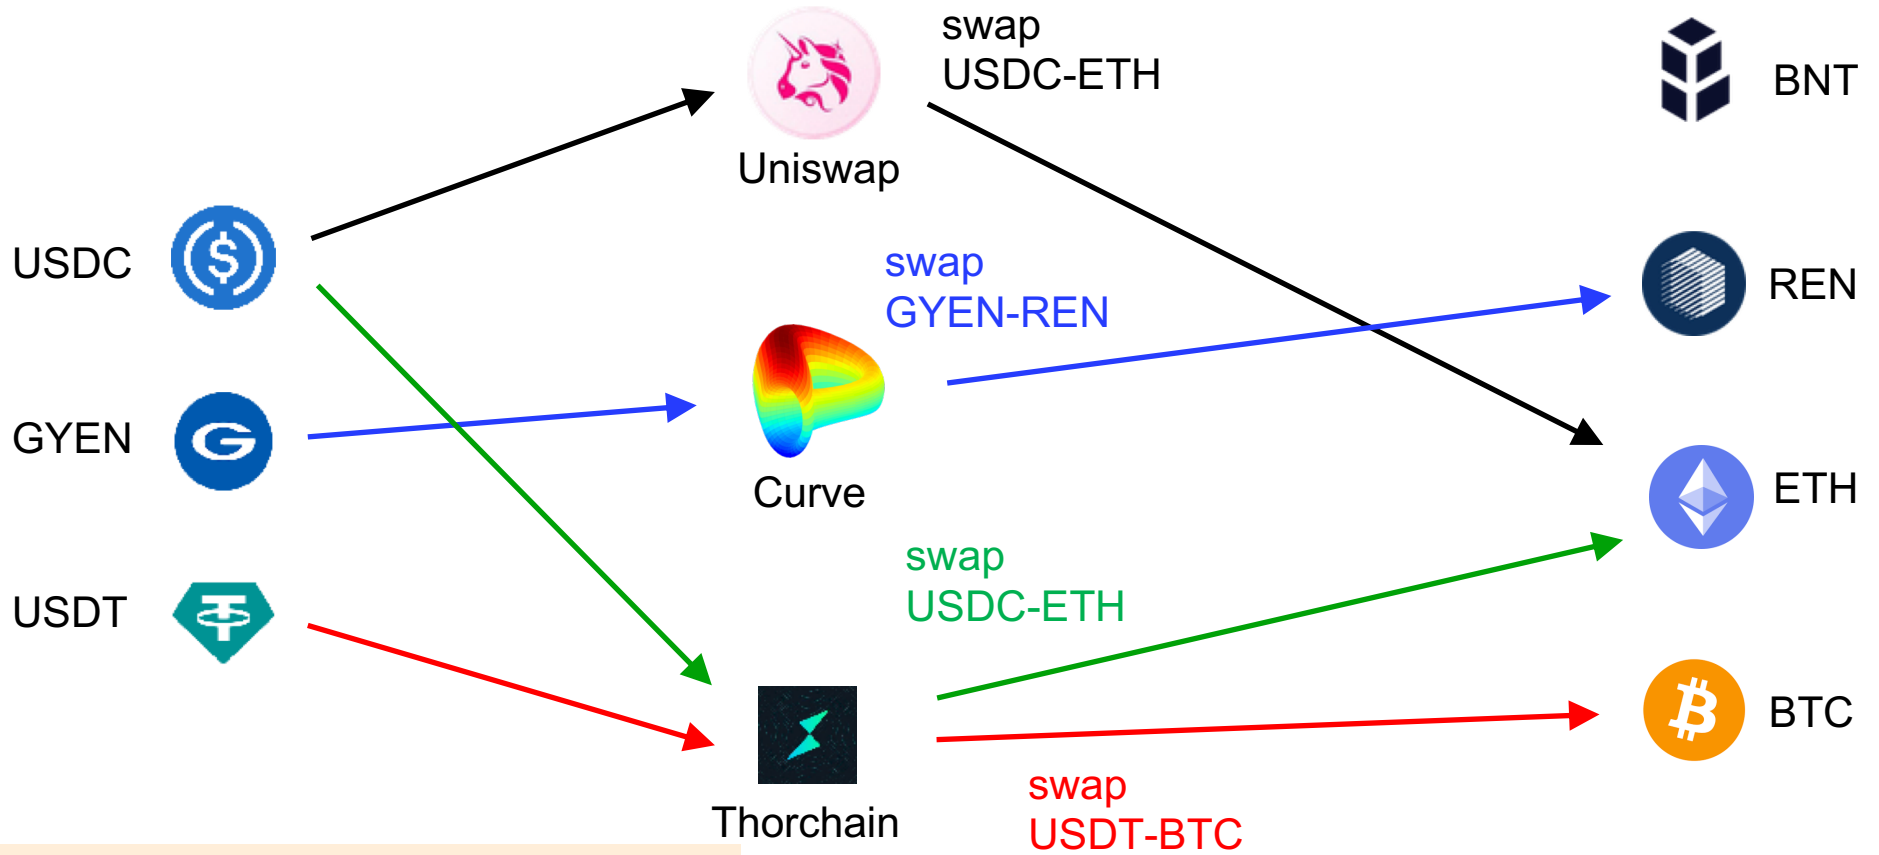 USDC
GYEN
USDT
Uniswap
Curve
Thorchain
swap
USDC-ETH
swap
GYEN-REN
swap
USDC-ETH
swap
USDT-BTC
BNT
REN
ETH
BTC